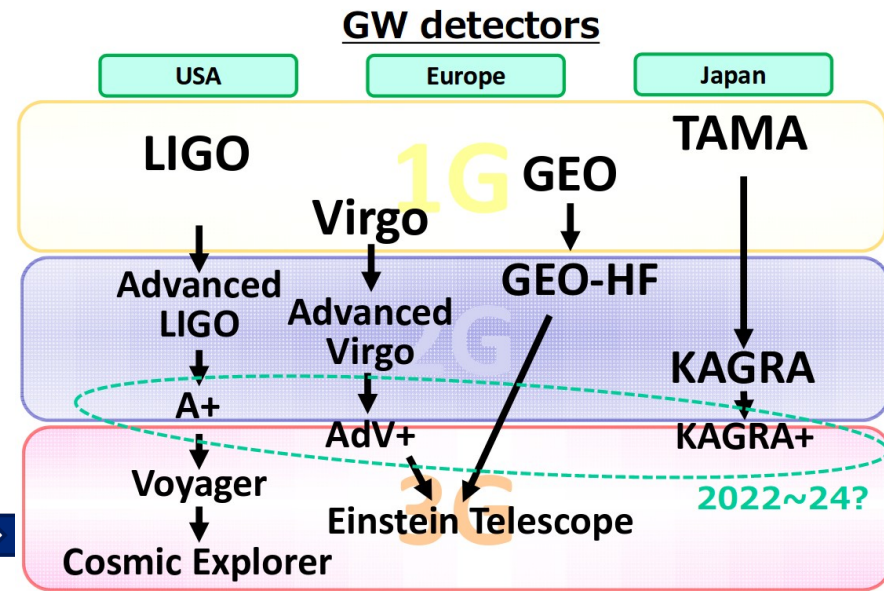 GW detectors
USA
Europe
Japan
1G
LIGO
Virgo
GEO
TAMA
2G
Advanced
LIGO
Advanced
Virgo
GEO-HF
KAGRA
A+
AdV+
KAGRA+
2022~24?
3G
Voyager
Einstein Telescope
Cosmic Explorer